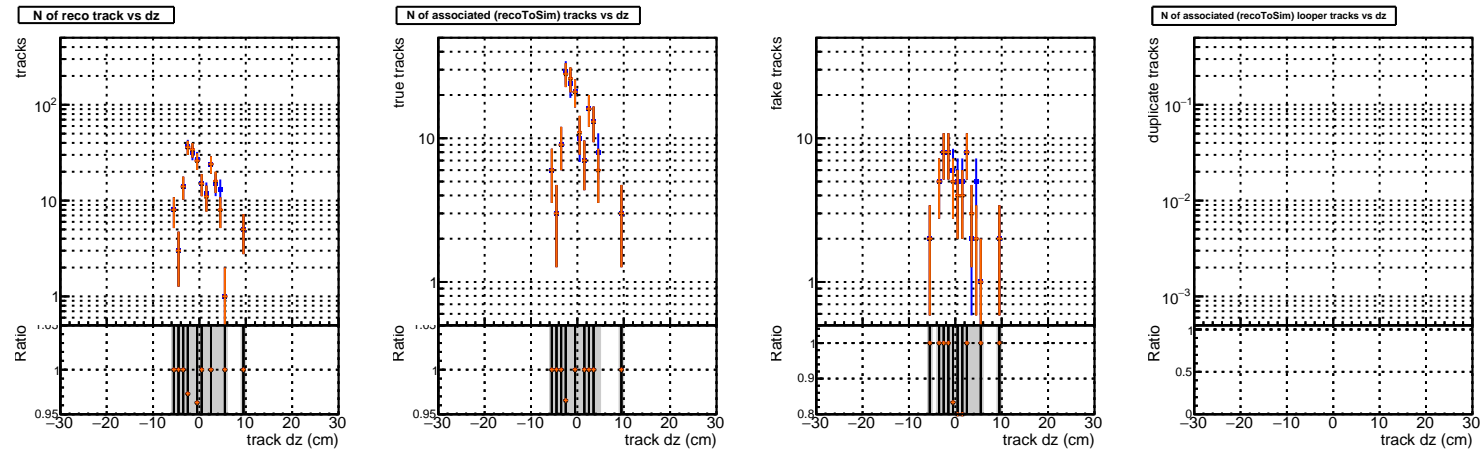 N of reco track vs dz
tracks
10²
10
1
1.05
Ratio
1
0.95
−30 −20 −10 0 10 20 30
track dz (cm)
N of associated (recoToSim) tracks vs dz
true tracks
10
1
1.05
Ratio
1
0.95
−30 −20 −10 0 10 20 30
track dz (cm)
fake tracks
10
1
Ratio
1
0.9
0.8
−30 −20 −10 0 10 20 30
track dz (cm)
N of associated (recoToSim) looper tracks vs dz
duplicate tracks
10⁻¹
10⁻²
10⁻³
Ratio
1
0.5
0
−30 −20 −10 0 10 20 30
track dz (cm)